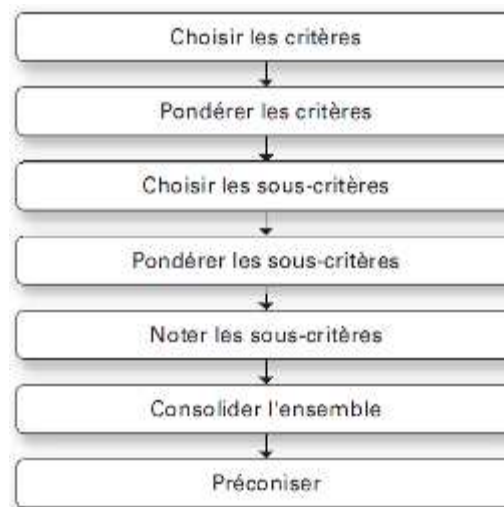 Choisir les critères
Pondérer les critères
Choisir les sous-critères
Pondérer les sous-critères
Noter les sous-critères
Consolider l'ensemble
Préconiser